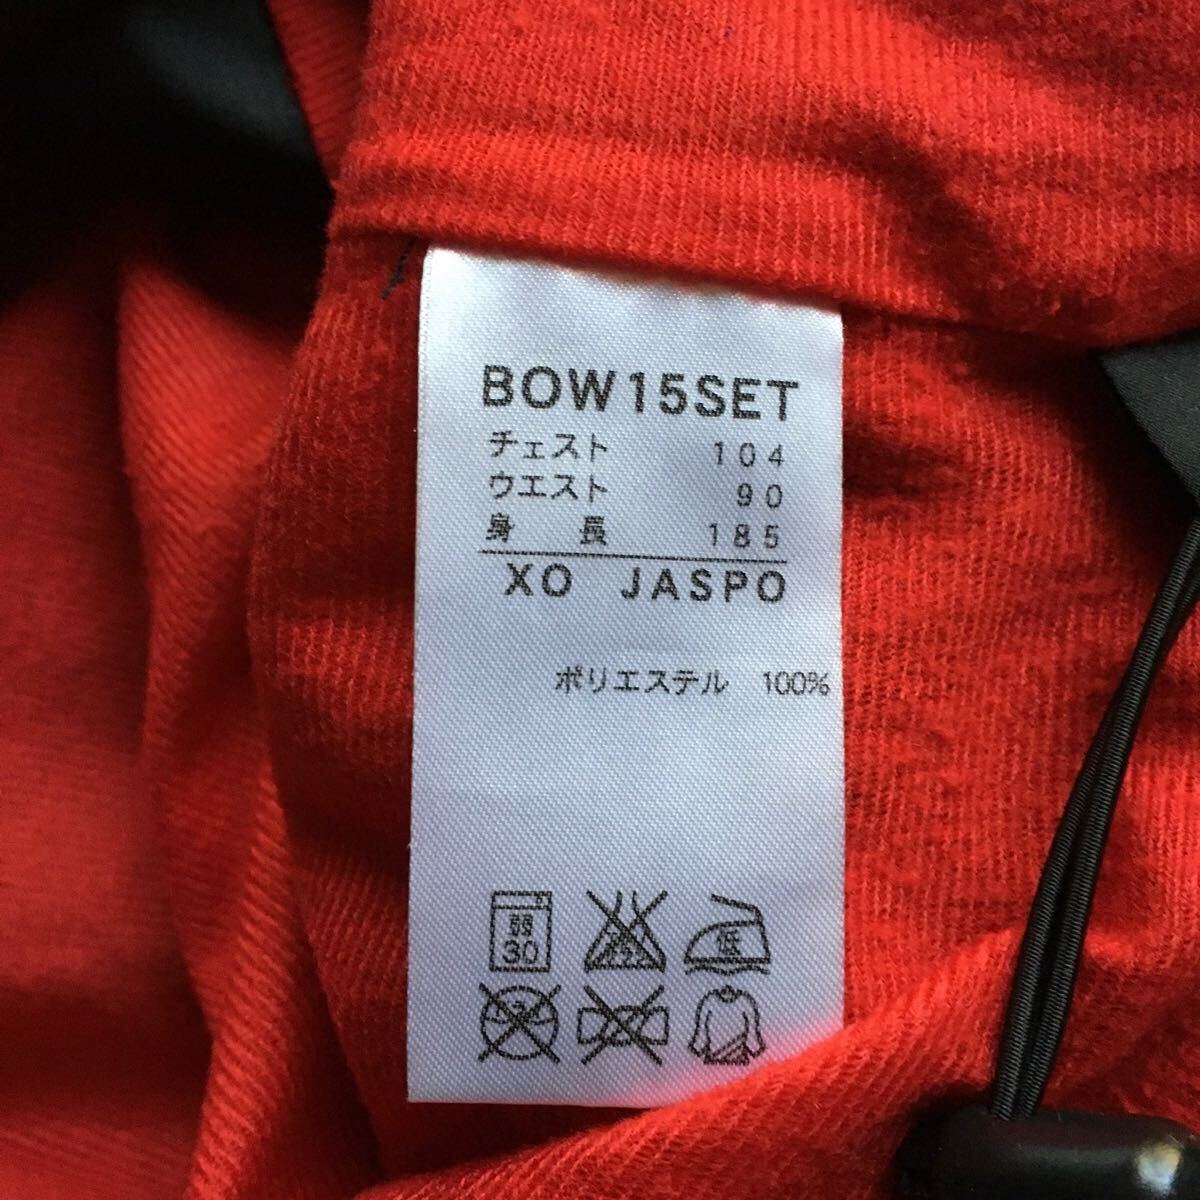 BOW15SET
チェスト 104
ウエスト 90
身長 185
XO JASPO
ポリエステル 100%
弱
30
低